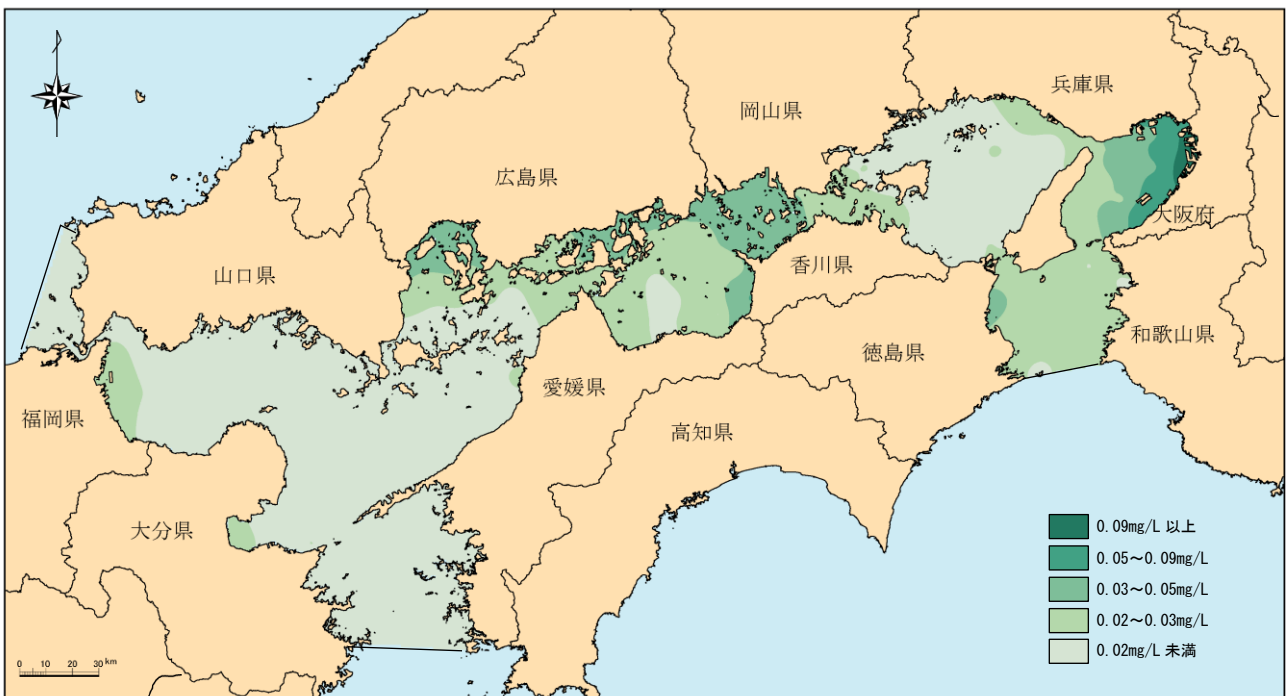 兵庫県
岡山県
広島県
大阪府
香川県
山口県
和歌山県
徳島県
愛媛県
福岡県
高知県
大分県
0.09mg/L 以上
0.05～0.09mg/L
0.03～0.05mg/L
0.02～0.03mg/L
0.02mg/L 未満
0 10 20 30 km